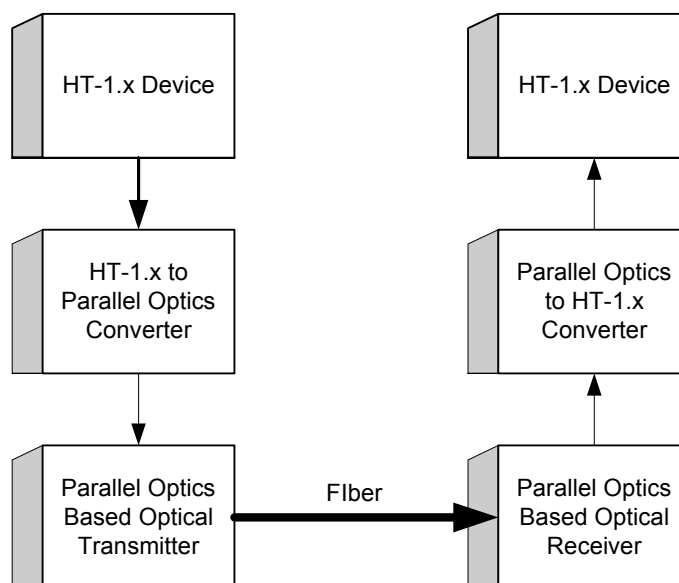 HT-1.x Device
HT-1.x Device
HT-1.x to
Parallel Optics
Converter
Parallel Optics
to HT-1.x
Converter
Parallel Optics
Based Optical
Transmitter
FIber
Parallel Optics
Based Optical
Receiver